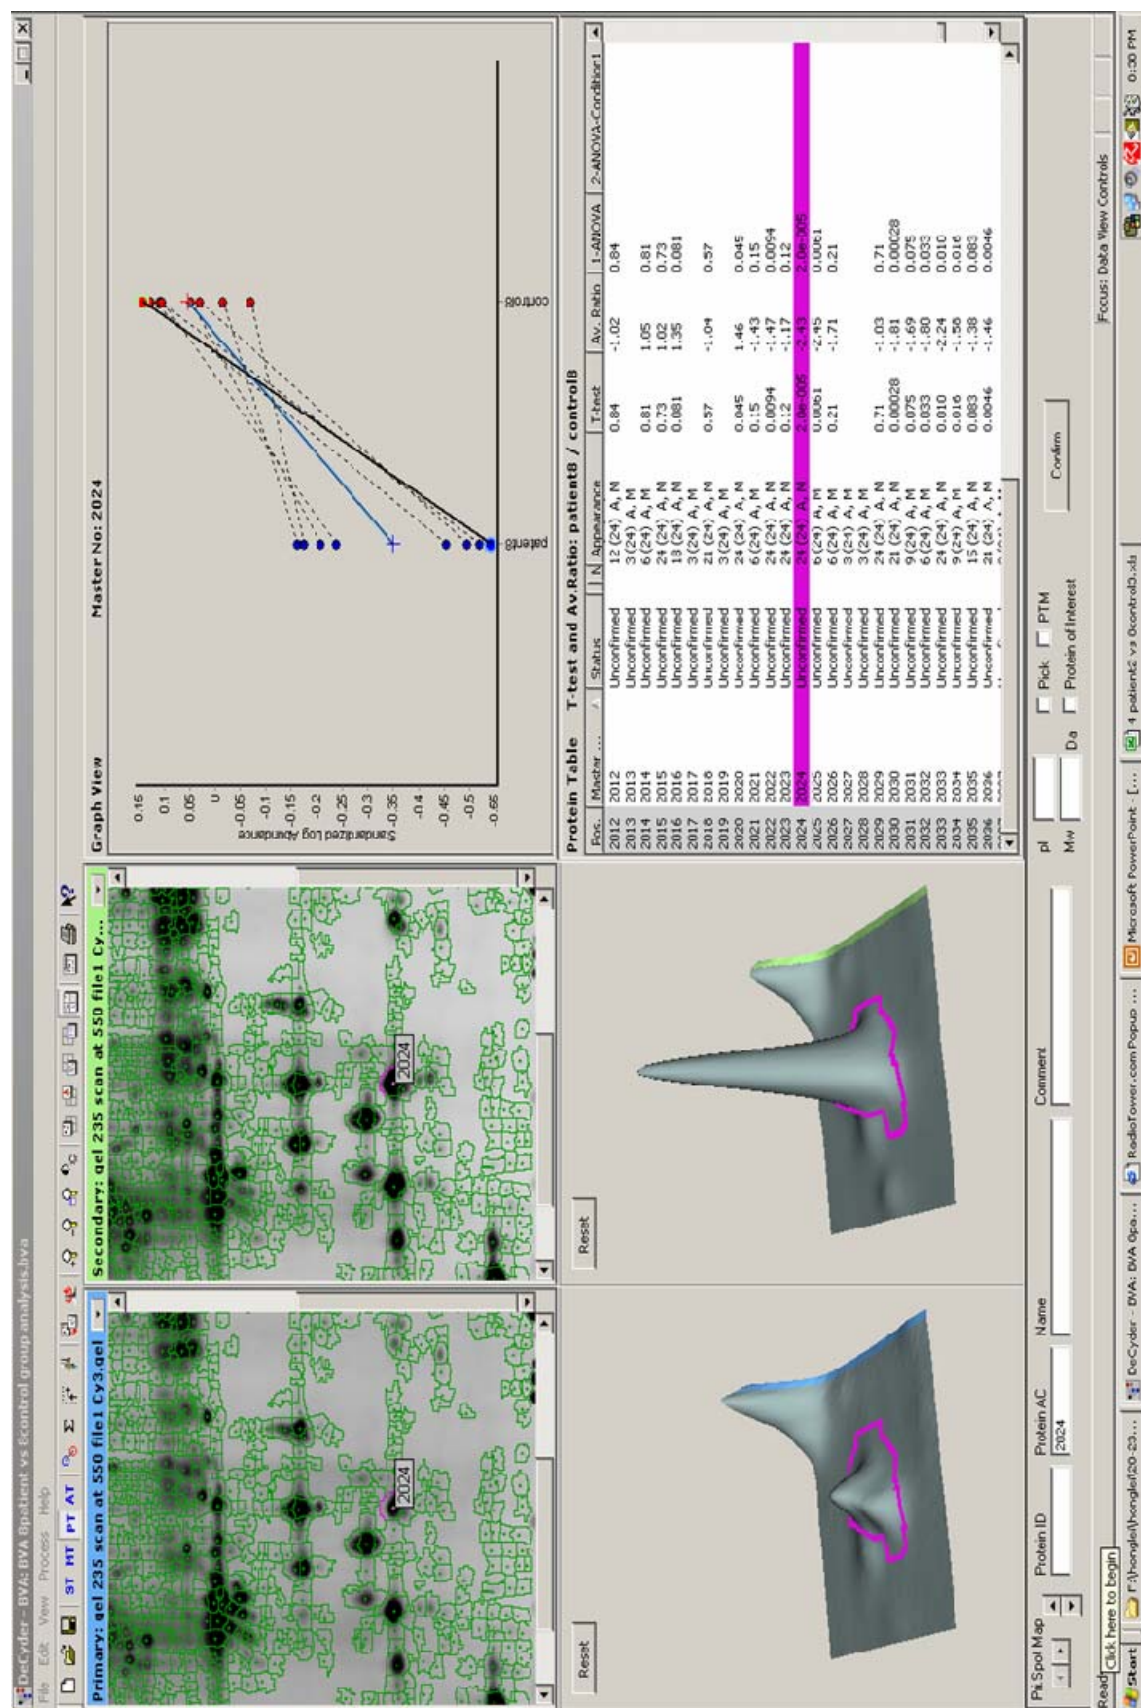 DeCyder - BVA: BVA 8patient vs 8control group analysis.bva
File Edit View Process Help
ST MT PT AT
Primary: gel 235 scan at 550 file1 Cy3.gel
Secondary: gel 235 scan at 550 file1 Cy...
2024
2024
Graph View Master No: 2024
Standardized Log Abundance
0.15
0.1
0.05
0
-0.05
-0.1
-0.15
-0.2
-0.25
-0.3
-0.35
-0.4
-0.45
-0.5
-0.55
patient8 control8
Reset
Reset
Protein Table T-test and Av.Ratio: patient8 / control8
Pos. Master ... Status N Appearance T-test Av. Ratio 1-ANOVA 2-ANOVA-Condition1
2012 2012 Unconfirmed 12 (24) A, N 0.84 -1.02 0.84
2013 2013 Unconfirmed 3 (24) A, M
2014 2014 Unconfirmed 6 (24) A, M 0.81 1.05 0.81
2015 2015 Unconfirmed 24 (24) A, N 0.73 1.02 0.73
2016 2016 Unconfirmed 18 (24) A, N 0.081 1.35 0.081
2017 2017 Unconfirmed 3 (24) A, M
2018 2018 Unconfirmed 21 (24) A, N 0.57 -1.04 0.57
2019 2019 Unconfirmed 3 (24) A, M
2020 2020 Unconfirmed 24 (24) A, N 0.045 1.46 0.045
2021 2021 Unconfirmed 6 (24) A, M 0.15 -1.43 0.15
2022 2022 Unconfirmed 24 (24) A, N 0.0094 -1.47 0.0094
2023 2023 Unconfirmed 24 (24) A, N 0.12 -1.17 0.12
2024 2024 Unconfirmed 24 (24) A, N 2.0e-005 -2.43 2.0e-005
2025 2025 Unconfirmed 6 (24) A, M 0.0061 -2.45 0.0061
2026 2026 Unconfirmed 6 (24) A, M 0.21 -1.71 0.21
2027 2027 Unconfirmed 3 (24) A, M
2028 2028 Unconfirmed 3 (24) A, M
2029 2029 Unconfirmed 24 (24) A, N 0.71 -1.03 0.71
2030 2030 Unconfirmed 21 (24) A, N 0.00028 -1.81 0.00028
2031 2031 Unconfirmed 9 (24) A, M 0.075 -1.69 0.075
2032 2032 Unconfirmed 6 (24) A, M 0.033 -1.80 0.033
2033 2033 Unconfirmed 24 (24) A, N 0.010 -2.24 0.010
2034 2034 Unconfirmed 9 (24) A, M 0.016 -1.58 0.016
2035 2035 Unconfirmed 15 (24) A, N 0.083 -1.38 0.083
2036 2036 Unconfirmed 21 (24) A, N 0.0046 -1.46 0.0046
Protein ID Protein AC Name Comment pI Pick PTM
2024
Mw Da Protein of Interest Confirm
Click here to begin
Focus: Data View Controls
Start DeCyder - BVA: BVA 8pa... RadioTower.com Popup ... Microsoft PowerPoint - [...